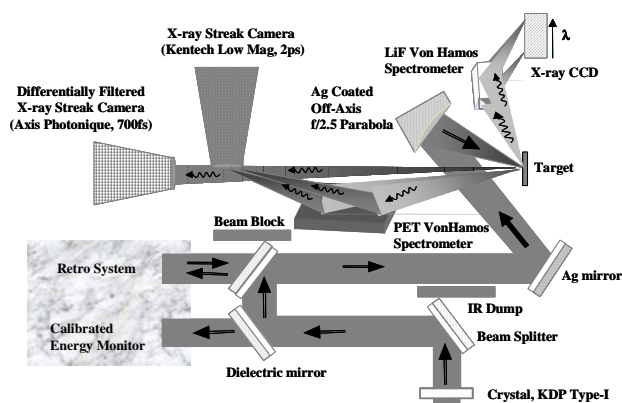 X-ray Streak Camera
(Kentech Low Mag, 2ps)
LiF Von Hamos
Spectrometer
λ
X-ray CCD
Differentially Filtered
X-ray Streak Camera
(Axis Photonique, 700fs)
Ag Coated
Off-Axis
f/2.5 Parabola
Target
Beam Block
PET VonHamos
Spectrometer
Retro System
Ag mirror
IR Dump
Calibrated
Energy Monitor
Beam Splitter
Dielectric mirror
Crystal, KDP Type-I